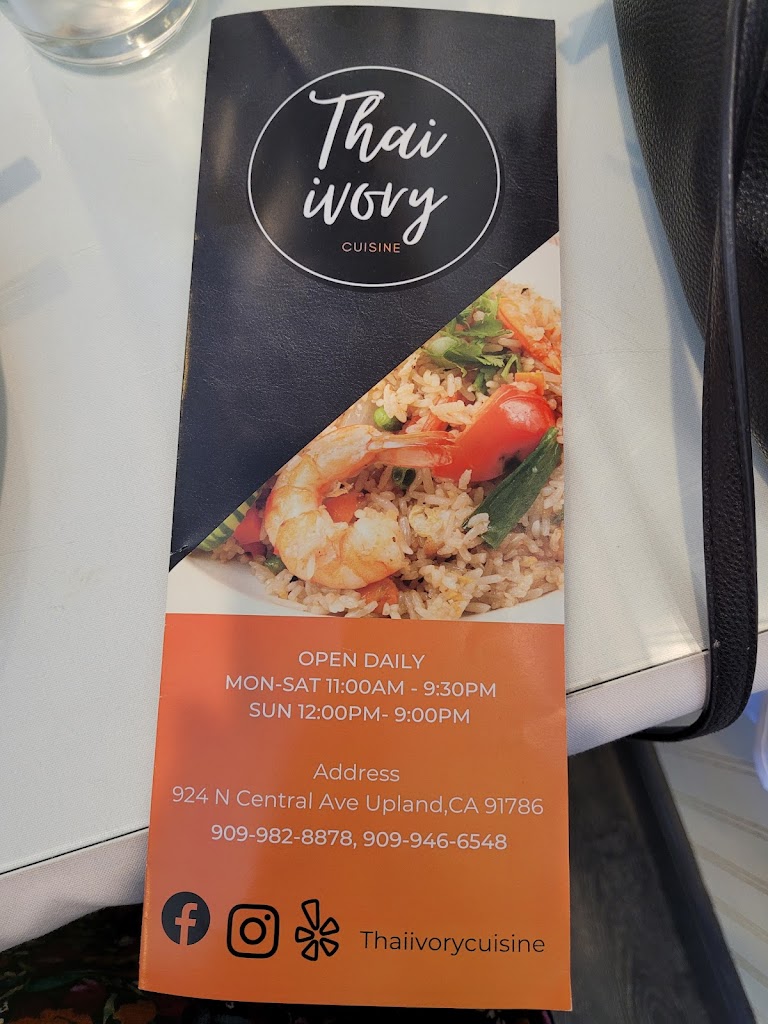 Thai
ivory
CUISINE
OPEN DAILY
MON-SAT 11:00AM - 9:30PM
SUN 12:00PM- 9:00PM
Address
924 N Central Ave Upland,CA 91786
909-982-8878, 909-946-6548
Thaiivorycuisine